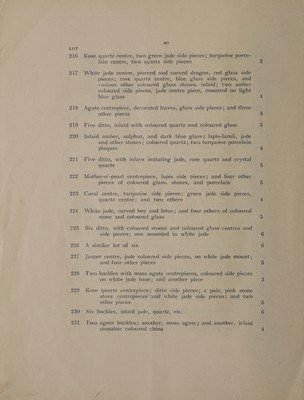 20
LOT
216 Rose quartz centre, two green jade side pieces; turquoise porce-
lain centre, two quartz side pieces 2
217 White jade centre, pierced and carved dragon, red glass side
pieces; rose quartz centre, blue glass side pieces, and
various other coloured glass stones, inlaid; two amber
coloured side pieces, jade centre piece, mounted on light
blue glass 4
218 Agate centrepiece, decorated leaves, glass side pieces; and three
other pieces 4
219 Five ditto, inlaid with coloured quartz and coloured glass 5
220 Inlaid amber, sulphur, and dark blue glass; lapis-lazuli, jade
and other stones; coloured quartz; two turquoise porcelain
plaques 4
221 Five ditto, with inlays imitating jade, rose quartz and crystal
quartz 5
222 Mother-o'-pearl centrepiece, lapis side pieces; and four other
pieces of coloured glass, stones, and porcelain 5
223 Coral centre, turquoise side pieces; green jade side pieces,
quartz centre; and two others 4
224 White jade, carved boy and lotus; and four others of coloured
stone and coloured glass 5
225 Six ditto, with coloured stones and coloured glass centres and
side pieces; one mounted in white jade 6
226 A similar lot of six 6
227 Jasper centre, jade coloured side pieces, on white jade mount;
and four other pieces 5
228 Two buckles with moss agate centrepieces, coloured side pieces
on white jade base; and another piece 3
229 Rose quartz centrepiece; ditto side pieces; a pair, pink stone
stone centrepieces and white jade side pieces; and two
other pieces 5
230 Six buckles, inlaid jade, quartz, etc. 6
231 Two agate buckles; another, moss agate; and another, inlaid
cinnabar coloured china 4